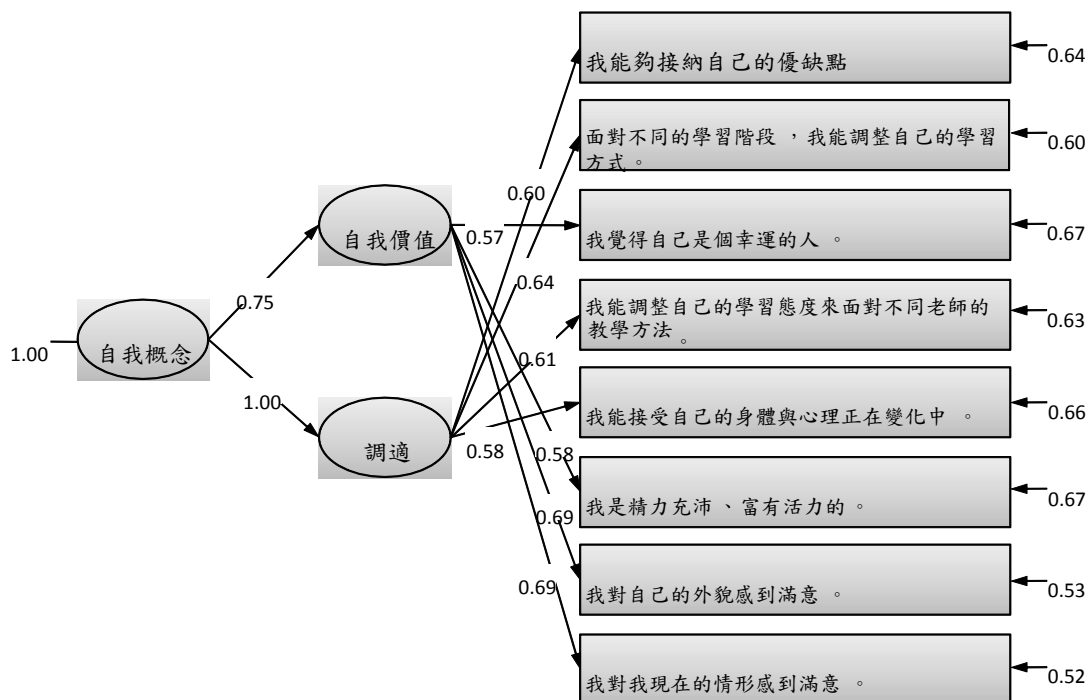 我能夠接納自己的優缺點
0.64
面對不同的學習階段 ，我能調整自己的學習
方式。
0.60
0.60
自我價值
0.57
我覺得自己是個幸運的人 。
0.67
0.64
0.75
我能調整自己的學習態度來面對不同老師的
教學方法 。
0.63
1.00
自我概念
0.61
1.00
我能接受自己的身體與心理正在變化中 。
0.66
調適
0.58
0.58
我是精力充沛 、富有活力的 。
0.67
0.69
我對自己的外貌感到滿意 。
0.53
0.69
我對我現在的情形感到滿意 。
0.52